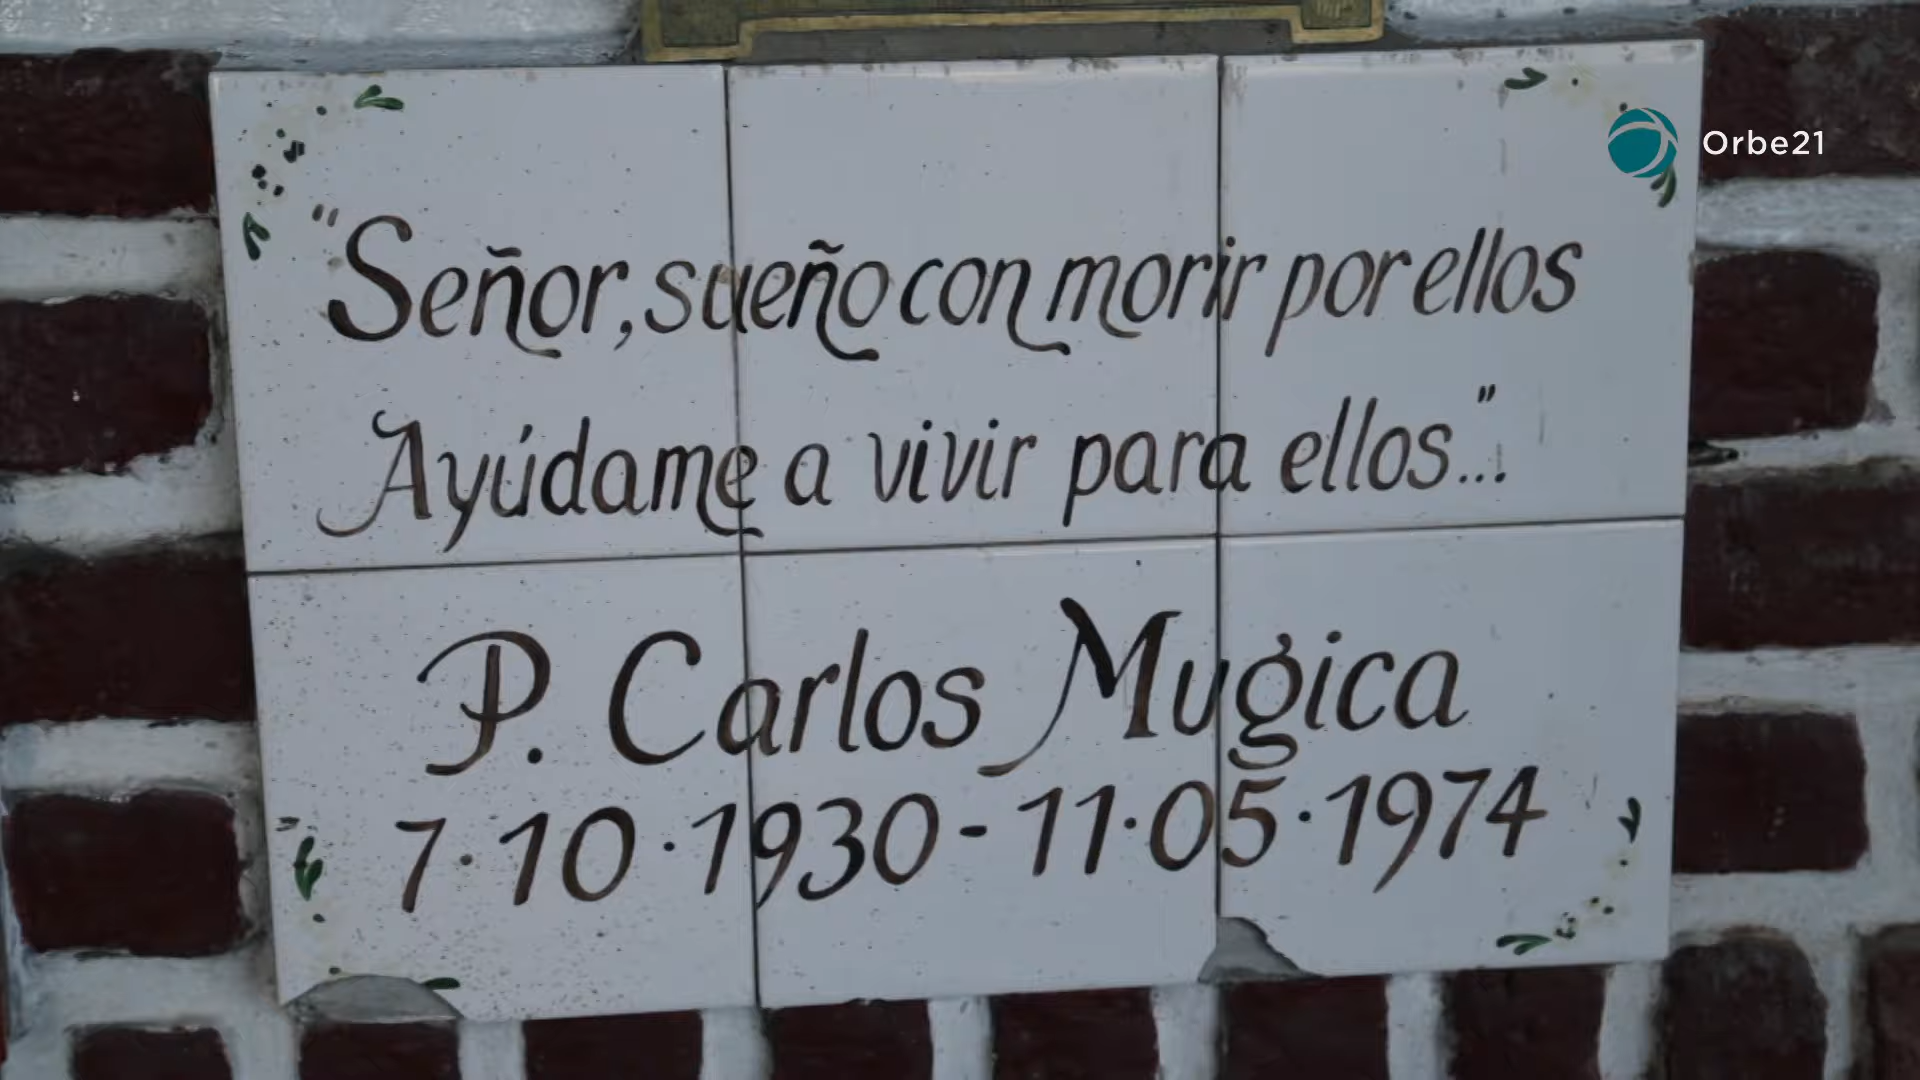 Orbe21
"Señor, sueño con morir por ellos
Ayúdame a vivir para ellos..."
P. Carlos Mugica
7·10·1930 - 11·05·1974